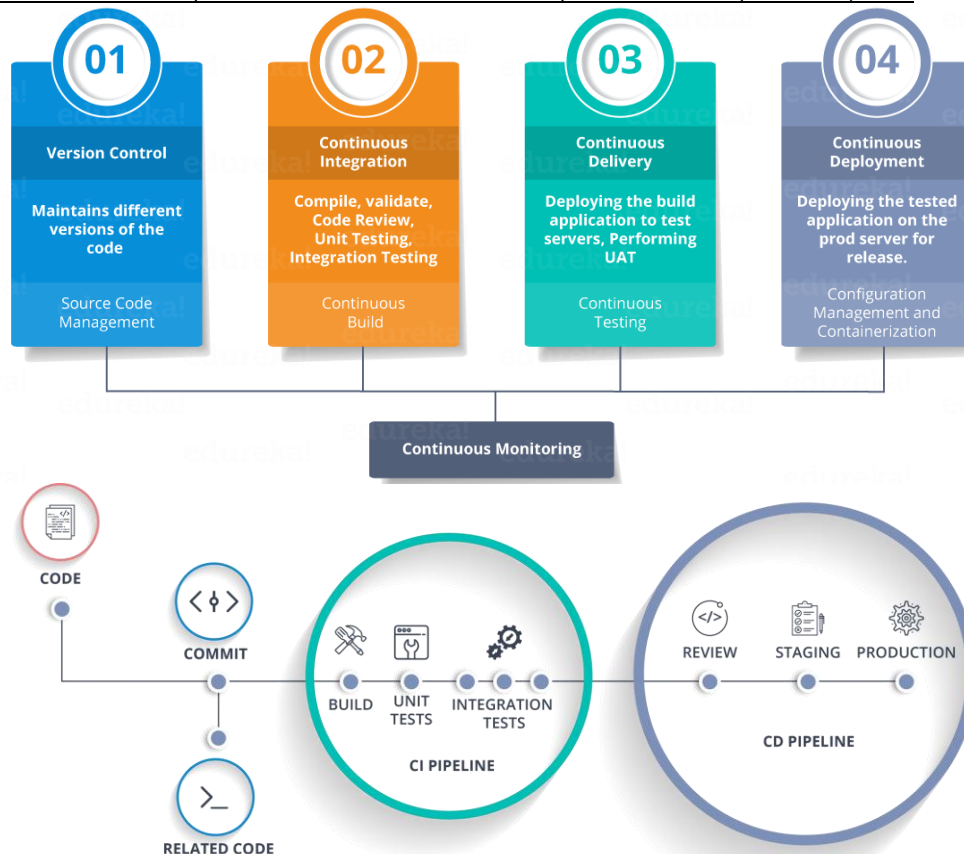 01
02
03
04
Version Control
Continuous
Integration
Continuous
Delivery
Continuous
Deployment
Maintains different
versions of the
code
Compile, validate,
Code Review,
Unit Testing,
Integration Testing
Deploying the build
application to test
servers, Performing
UAT
Deploying the tested
application on the
prod server for
release.
Source Code
Management
Continuous
Build
Continuous
Testing
Configuration
Management and
Containerization
Continuous Monitoring
edureka!
CODE
COMMIT
RELATED CODE
BUILD
UNIT
TESTS
INTEGRATION
TESTS
CI PIPELINE
REVIEW
STAGING
PRODUCTION
CD PIPELINE